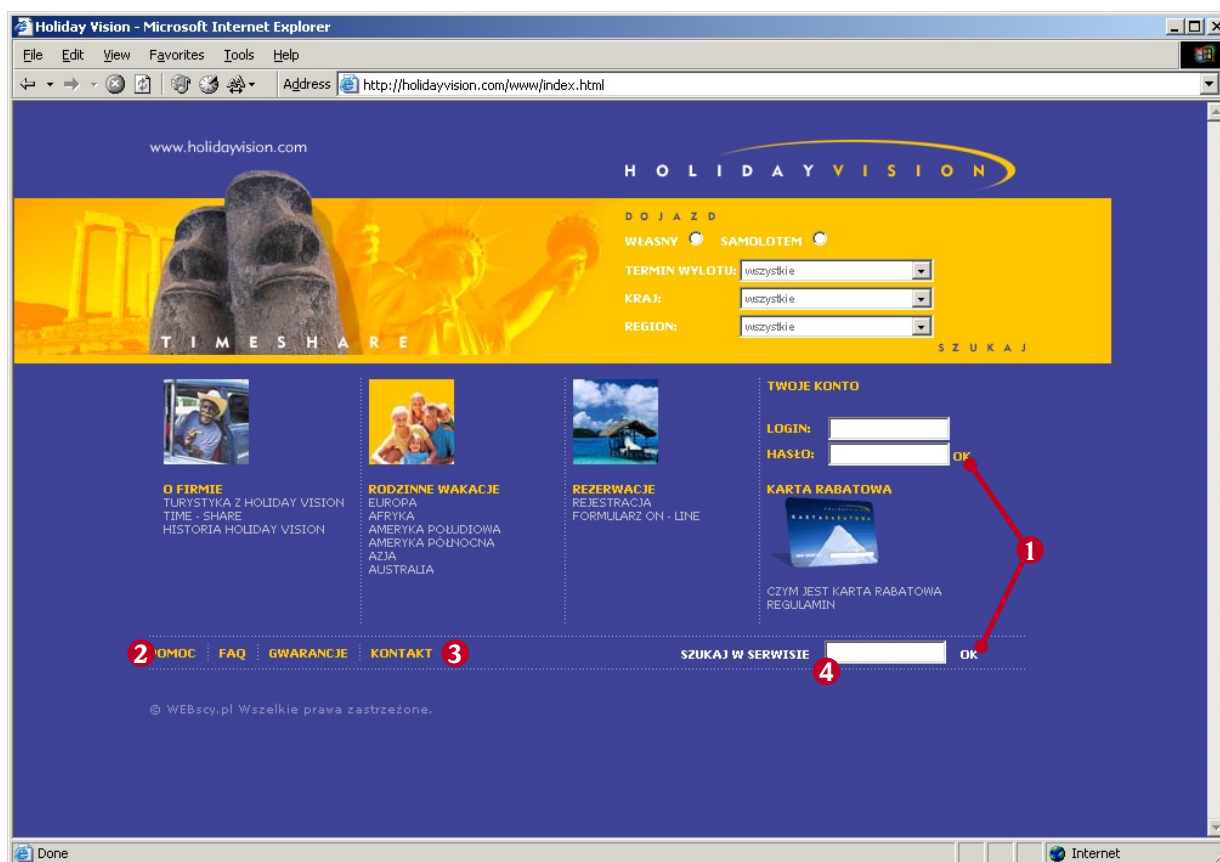 Holiday Vision - Microsoft Internet Explorer
File Edit View Favorites Tools Help
Address http://holidayvision.com/www/index.html
www.holidayvision.com
HOLIDAYVISION
DOJAZD
WŁASNY SAMOLOTEM
TERMIN WYLOTU: wszystkie
KRAJ: wszystkie
REGION: wszystkie
TIMESHARE
SZUKAJ
TWOJE KONTO
LOGIN:
HASŁO: OK
O FIRMIE
TURYSTYKA Z HOLIDAY VISION
TIME - SHARE
HISTORIA HOLIDAY VISION
RODZINNE WAKACJE
EUROPA
AFRYKA
AMERYKA POŁUDIOWA
AMERYKA PÓŁNOCNA
AZJA
AUSTRALIA
REZERWACJE
REJESTRACJA
FORMULARZ ON - LINE
KARTA RABATOWA
KARTARABATOWA
CZYM JEST KARTA RABATOWA
REGULAMIN
1
2 POMOC FAQ GWARANCJE KONTAKT 3 SZUKAJ W SERWISIE 4 OK
© WEBscy.pl Wszelkie prawa zastrzeżone.
Done Internet